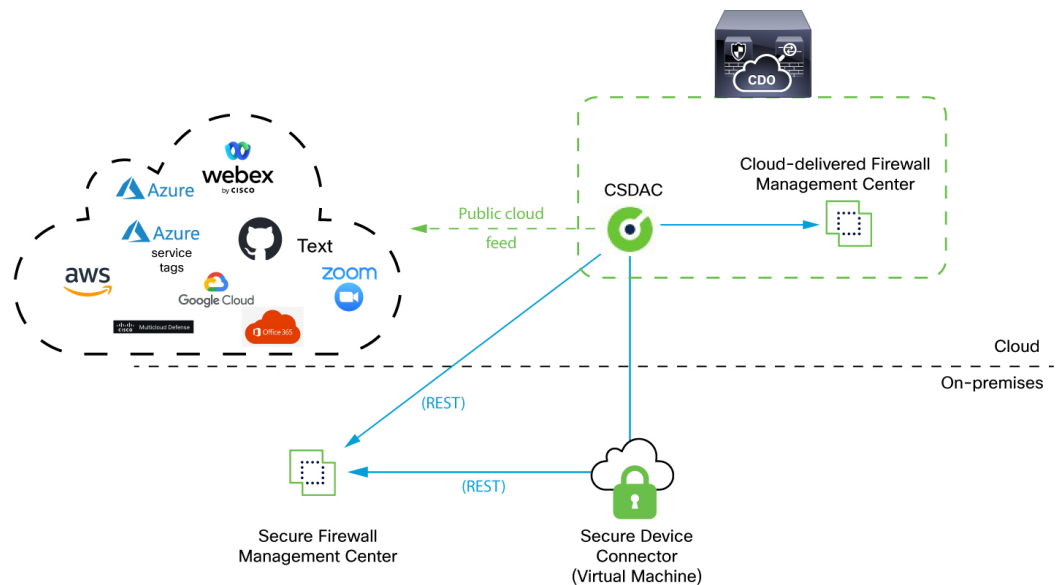 CDO
Cloud-delivered Firewall
Management Center
CSDAC
Public cloud
feed
webex
by CISCO
Azure
Azure
service
tags
Text
aws
zoom
Google Cloud
CISCO
Multicloud Defense
Office 365
Cloud
On-premises
(REST)
(REST)
Secure Firewall
Management Center
Secure Device
Connector
(Virtual Machine)